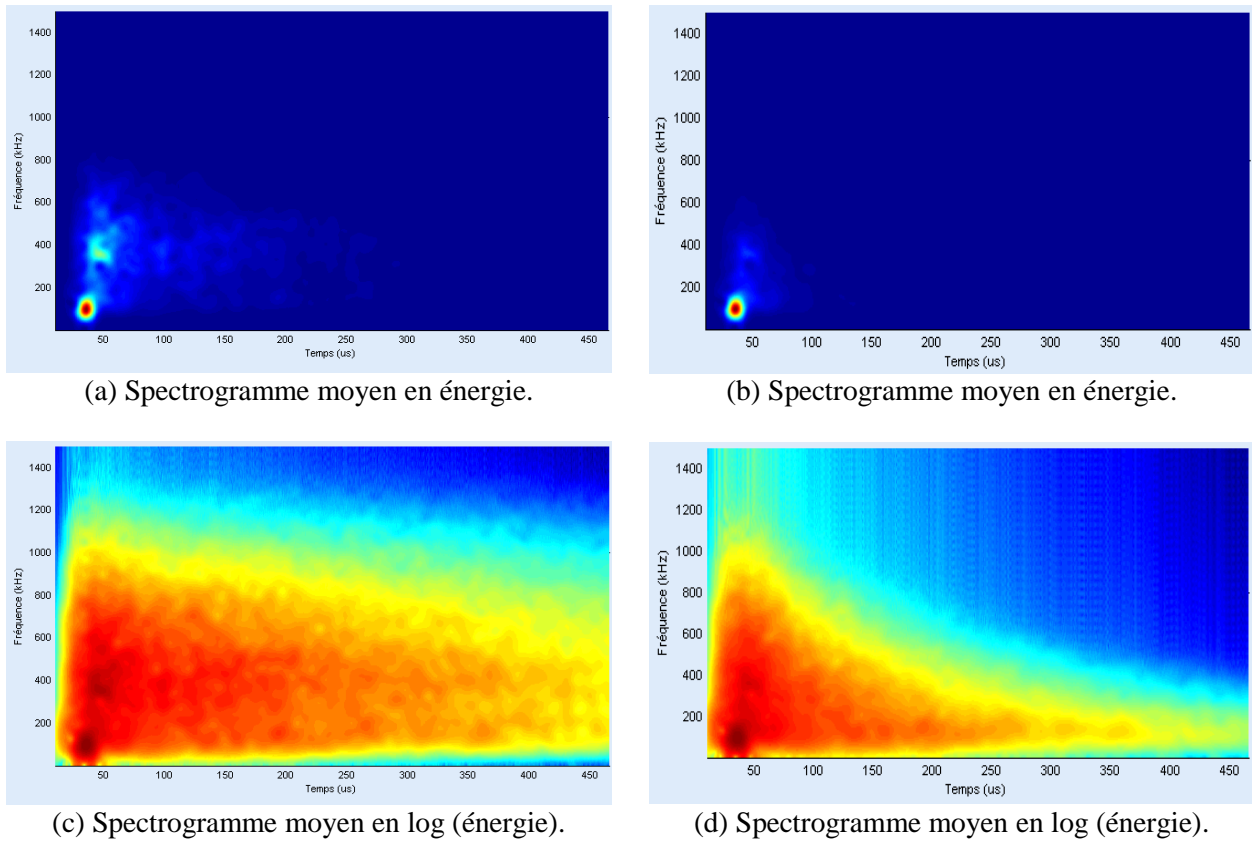 1400
1200
1000
800
600
400
200
Fréquence (kHz)
50 100 150 200 250 300 350 400 450
Temps (us)
(a) Spectrogramme moyen en énergie.
1400
1200
1000
800
600
400
200
Fréquence (kHz)
50 100 150 200 250 300 350 400 450
Temps (us)
(b) Spectrogramme moyen en énergie.
1400
1200
1000
800
600
400
200
Fréquence (kHz)
50 100 150 200 250 300 350 400 450
Temps (us)
(c) Spectrogramme moyen en log (énergie).
1400
1200
1000
800
600
400
200
Fréquence (kHz)
50 100 150 200 250 300 350 400 450
Temps (us)
(d) Spectrogramme moyen en log (énergie).